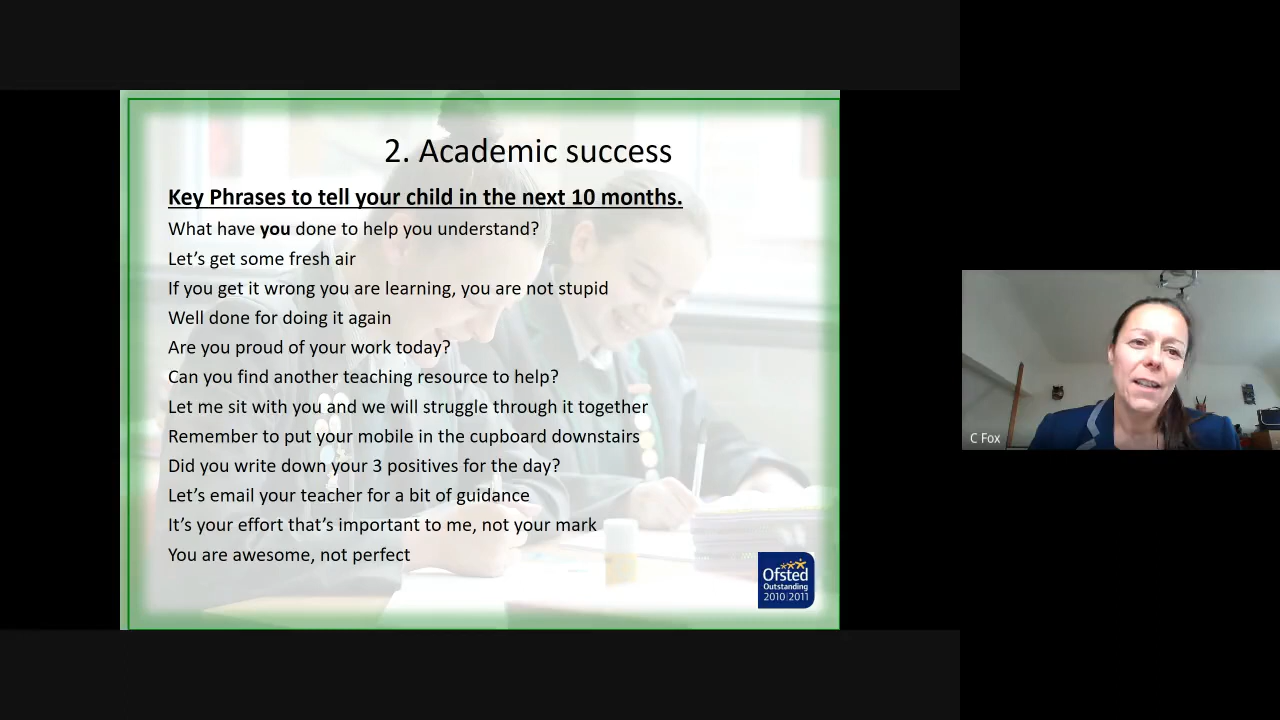 2. Academic success
Key Phrases to tell your child in the next 10 months.
What have you done to help you understand?
Let’s get some fresh air
If you get it wrong you are learning, you are not stupid
Well done for doing it again
Are you proud of your work today?
Can you find another teaching resource to help?
Let me sit with you and we will struggle through it together
Remember to put your mobile in the cupboard downstairs
Did you write down your 3 positives for the day?
Let’s email your teacher for a bit of guidance
It’s your effort that’s important to me, not your mark
You are awesome, not perfect
Ofsted
Outstanding
2010|2011
C Fox